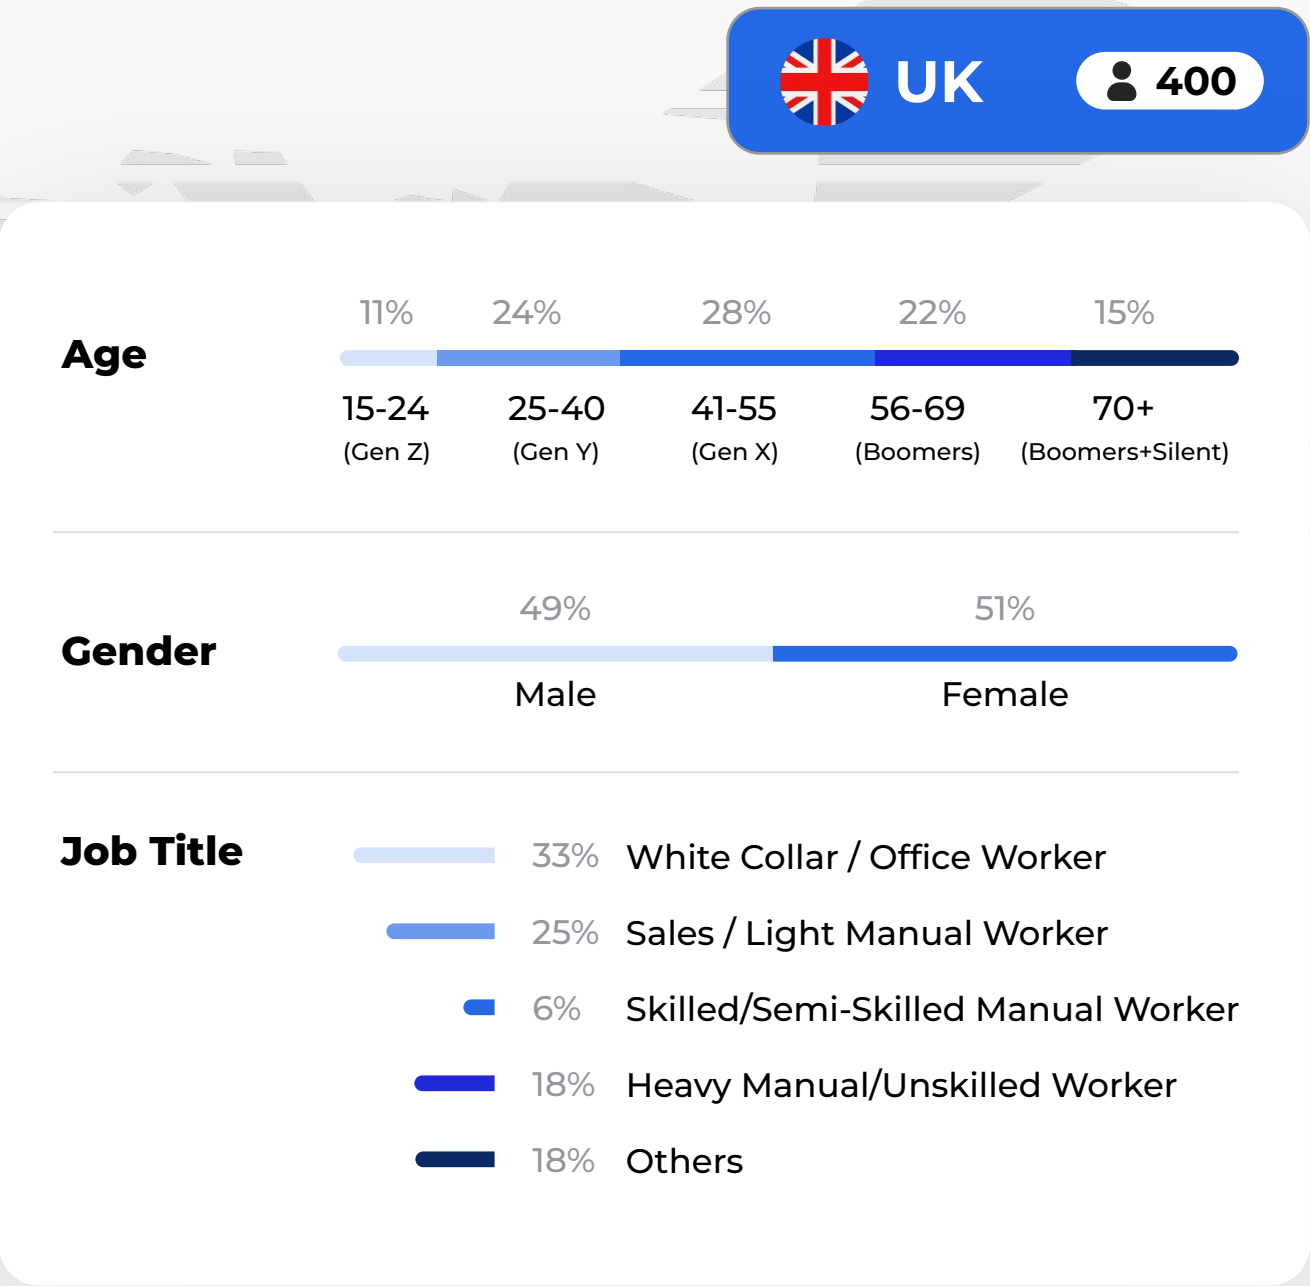 UK 400
11% 24% 28% 22% 15%
Age
15-24 25-40 41-55 56-69 70+
(Gen Z) (Gen Y) (Gen X) (Boomers) (Boomers+Silent)
49% 51%
Gender
Male Female
Job Title
33% White Collar / Office Worker
25% Sales / Light Manual Worker
6% Skilled/Semi-Skilled Manual Worker
18% Heavy Manual/Unskilled Worker
18% Others